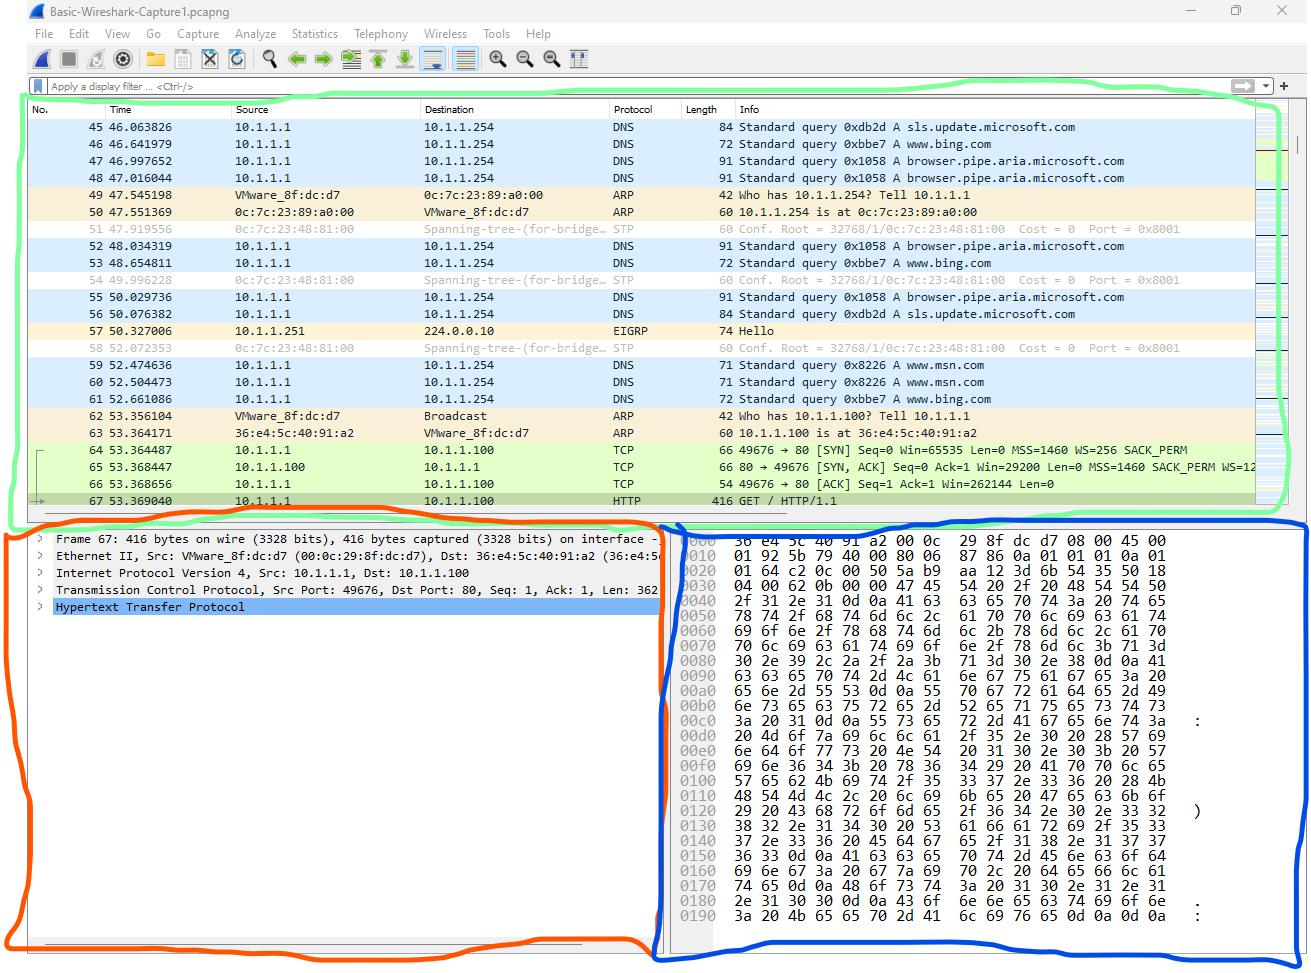 Basic-Wireshark-Capture1.pcapng
File Edit View Go Capture Analyze Statistics Telephony Wireless Tools Help
Apply a display filter ... <Ctrl-/>
No. Time Source Destination Protocol Length Info
45 46.063826 10.1.1.1 10.1.1.254 DNS 84 Standard query 0xdb2d A sls.update.microsoft.com
46 46.641979 10.1.1.1 10.1.1.254 DNS 72 Standard query 0xbbe7 A www.bing.com
47 46.997652 10.1.1.1 10.1.1.254 DNS 91 Standard query 0x1058 A browser.pipe.aria.microsoft.com
48 47.016044 10.1.1.1 10.1.1.254 DNS 91 Standard query 0x1058 A browser.pipe.aria.microsoft.com
49 47.545198 VMware_8f:dc:d7 0c:7c:23:89:a0:00 ARP 42 Who has 10.1.1.254? Tell 10.1.1.1
50 47.551369 0c:7c:23:89:a0:00 VMware_8f:dc:d7 ARP 60 10.1.1.254 is at 0c:7c:23:89:a0:00
51 47.919556 0c:7c:23:48:81:00 Spanning-tree-(for-bridge… STP 60 Conf. Root = 32768/1/0c:7c:23:48:81:00 Cost = 0 Port = 0x8001
52 48.034319 10.1.1.1 10.1.1.254 DNS 91 Standard query 0x1058 A browser.pipe.aria.microsoft.com
53 48.654811 10.1.1.1 10.1.1.254 DNS 72 Standard query 0xbbe7 A www.bing.com
54 49.996228 0c:7c:23:48:81:00 Spanning-tree-(for-bridge… STP 60 Conf. Root = 32768/1/0c:7c:23:48:81:00 Cost = 0 Port = 0x8001
55 50.029736 10.1.1.1 10.1.1.254 DNS 91 Standard query 0x1058 A browser.pipe.aria.microsoft.com
56 50.076382 10.1.1.1 10.1.1.254 DNS 84 Standard query 0xdb2d A sls.update.microsoft.com
57 50.327006 10.1.1.251 224.0.0.10 EIGRP 74 Hello
58 52.072353 0c:7c:23:48:81:00 Spanning-tree-(for-bridge… STP 60 Conf. Root = 32768/1/0c:7c:23:48:81:00 Cost = 0 Port = 0x8001
59 52.474636 10.1.1.1 10.1.1.254 DNS 71 Standard query 0x8226 A www.msn.com
60 52.504473 10.1.1.1 10.1.1.254 DNS 71 Standard query 0x8226 A www.msn.com
61 52.661086 10.1.1.1 10.1.1.254 DNS 72 Standard query 0xbbe7 A www.bing.com
62 53.356104 VMware_8f:dc:d7 Broadcast ARP 42 Who has 10.1.1.100? Tell 10.1.1.1
63 53.364171 36:e4:5c:40:91:a2 VMware_8f:dc:d7 ARP 60 10.1.1.100 is at 36:e4:5c:40:91:a2
64 53.364487 10.1.1.1 10.1.1.100 TCP 66 49676 → 80 [SYN] Seq=0 Win=65535 Len=0 MSS=1460 WS=256 SACK_PERM
65 53.368447 10.1.1.100 10.1.1.1 TCP 66 80 → 49676 [SYN, ACK] Seq=0 Ack=1 Win=29200 Len=0 MSS=1460 SACK_PERM WS=12
66 53.368656 10.1.1.1 10.1.1.100 TCP 54 49676 → 80 [ACK] Seq=1 Ack=1 Win=262144 Len=0
67 53.369040 10.1.1.1 10.1.1.100 HTTP 416 GET / HTTP/1.1
Frame 67: 416 bytes on wire (3328 bits), 416 bytes captured (3328 bits) on interface -
Ethernet II, Src: VMware_8f:dc:d7 (00:0c:29:8f:dc:d7), Dst: 36:e4:5c:40:91:a2 (36:e4:5
Internet Protocol Version 4, Src: 10.1.1.1, Dst: 10.1.1.100
Transmission Control Protocol, Src Port: 49676, Dst Port: 80, Seq: 1, Ack: 1, Len: 362
Hypertext Transfer Protocol
0000 36 e4 5c 40 91 a2 00 0c 29 8f dc d7 08 00 45 00
0010 01 92 5b 79 40 00 80 06 87 86 0a 01 01 01 0a 01
0020 01 64 c2 0c 00 50 5a b9 aa 12 3d 6b 54 35 50 18
0030 04 00 62 0b 00 00 47 45 54 20 2f 20 48 54 54 50
0040 2f 31 2e 31 0d 0a 41 63 63 65 70 74 3a 20 74 65
0050 78 74 2f 68 74 6d 6c 2c 61 70 70 6c 69 63 61 74
0060 69 6f 6e 2f 78 68 74 6d 6c 2b 78 6d 6c 2c 61 70
0070 70 6c 69 63 61 74 69 6f 6e 2f 78 6d 6c 3b 71 3d
0080 30 2e 39 2c 2a 2f 2a 3b 71 3d 30 2e 38 0d 0a 41
0090 63 63 65 70 74 2d 4c 61 6e 67 75 61 67 65 3a 20
00a0 65 6e 2d 55 53 0d 0a 55 70 67 72 61 64 65 2d 49
00b0 6e 73 65 63 75 72 65 2d 52 65 71 75 65 73 74 73
00c0 3a 20 31 0d 0a 55 73 65 72 2d 41 67 65 6e 74 3a :
00d0 20 4d 6f 7a 69 6c 6c 61 2f 35 2e 30 20 28 57 69
00e0 6e 64 6f 77 73 20 4e 54 20 31 30 2e 30 3b 20 57
00f0 69 6e 36 34 3b 20 78 36 34 29 20 41 70 70 6c 65
0100 57 65 62 4b 69 74 2f 35 33 37 2e 33 36 20 28 4b
0110 48 54 4d 4c 2c 20 6c 69 6b 65 20 47 65 63 6b 6f
0120 29 20 43 68 72 6f 6d 65 2f 36 34 2e 30 2e 33 32 )
0130 38 32 2e 31 34 30 20 53 61 66 61 72 69 2f 35 33
0140 37 2e 33 36 20 45 64 67 65 2f 31 38 2e 31 37 37
0150 36 33 0d 0a 41 63 63 65 70 74 2d 45 6e 63 6f 64
0160 69 6e 67 3a 20 67 7a 69 70 2c 20 64 65 66 6c 61
0170 74 65 0d 0a 48 6f 73 74 3a 20 31 30 2e 31 2e 31
0180 2e 31 30 30 0d 0a 43 6f 6e 6e 65 63 74 69 6f 6e .
0190 3a 20 4b 65 65 70 2d 41 6c 69 76 65 0d 0a 0d 0a :